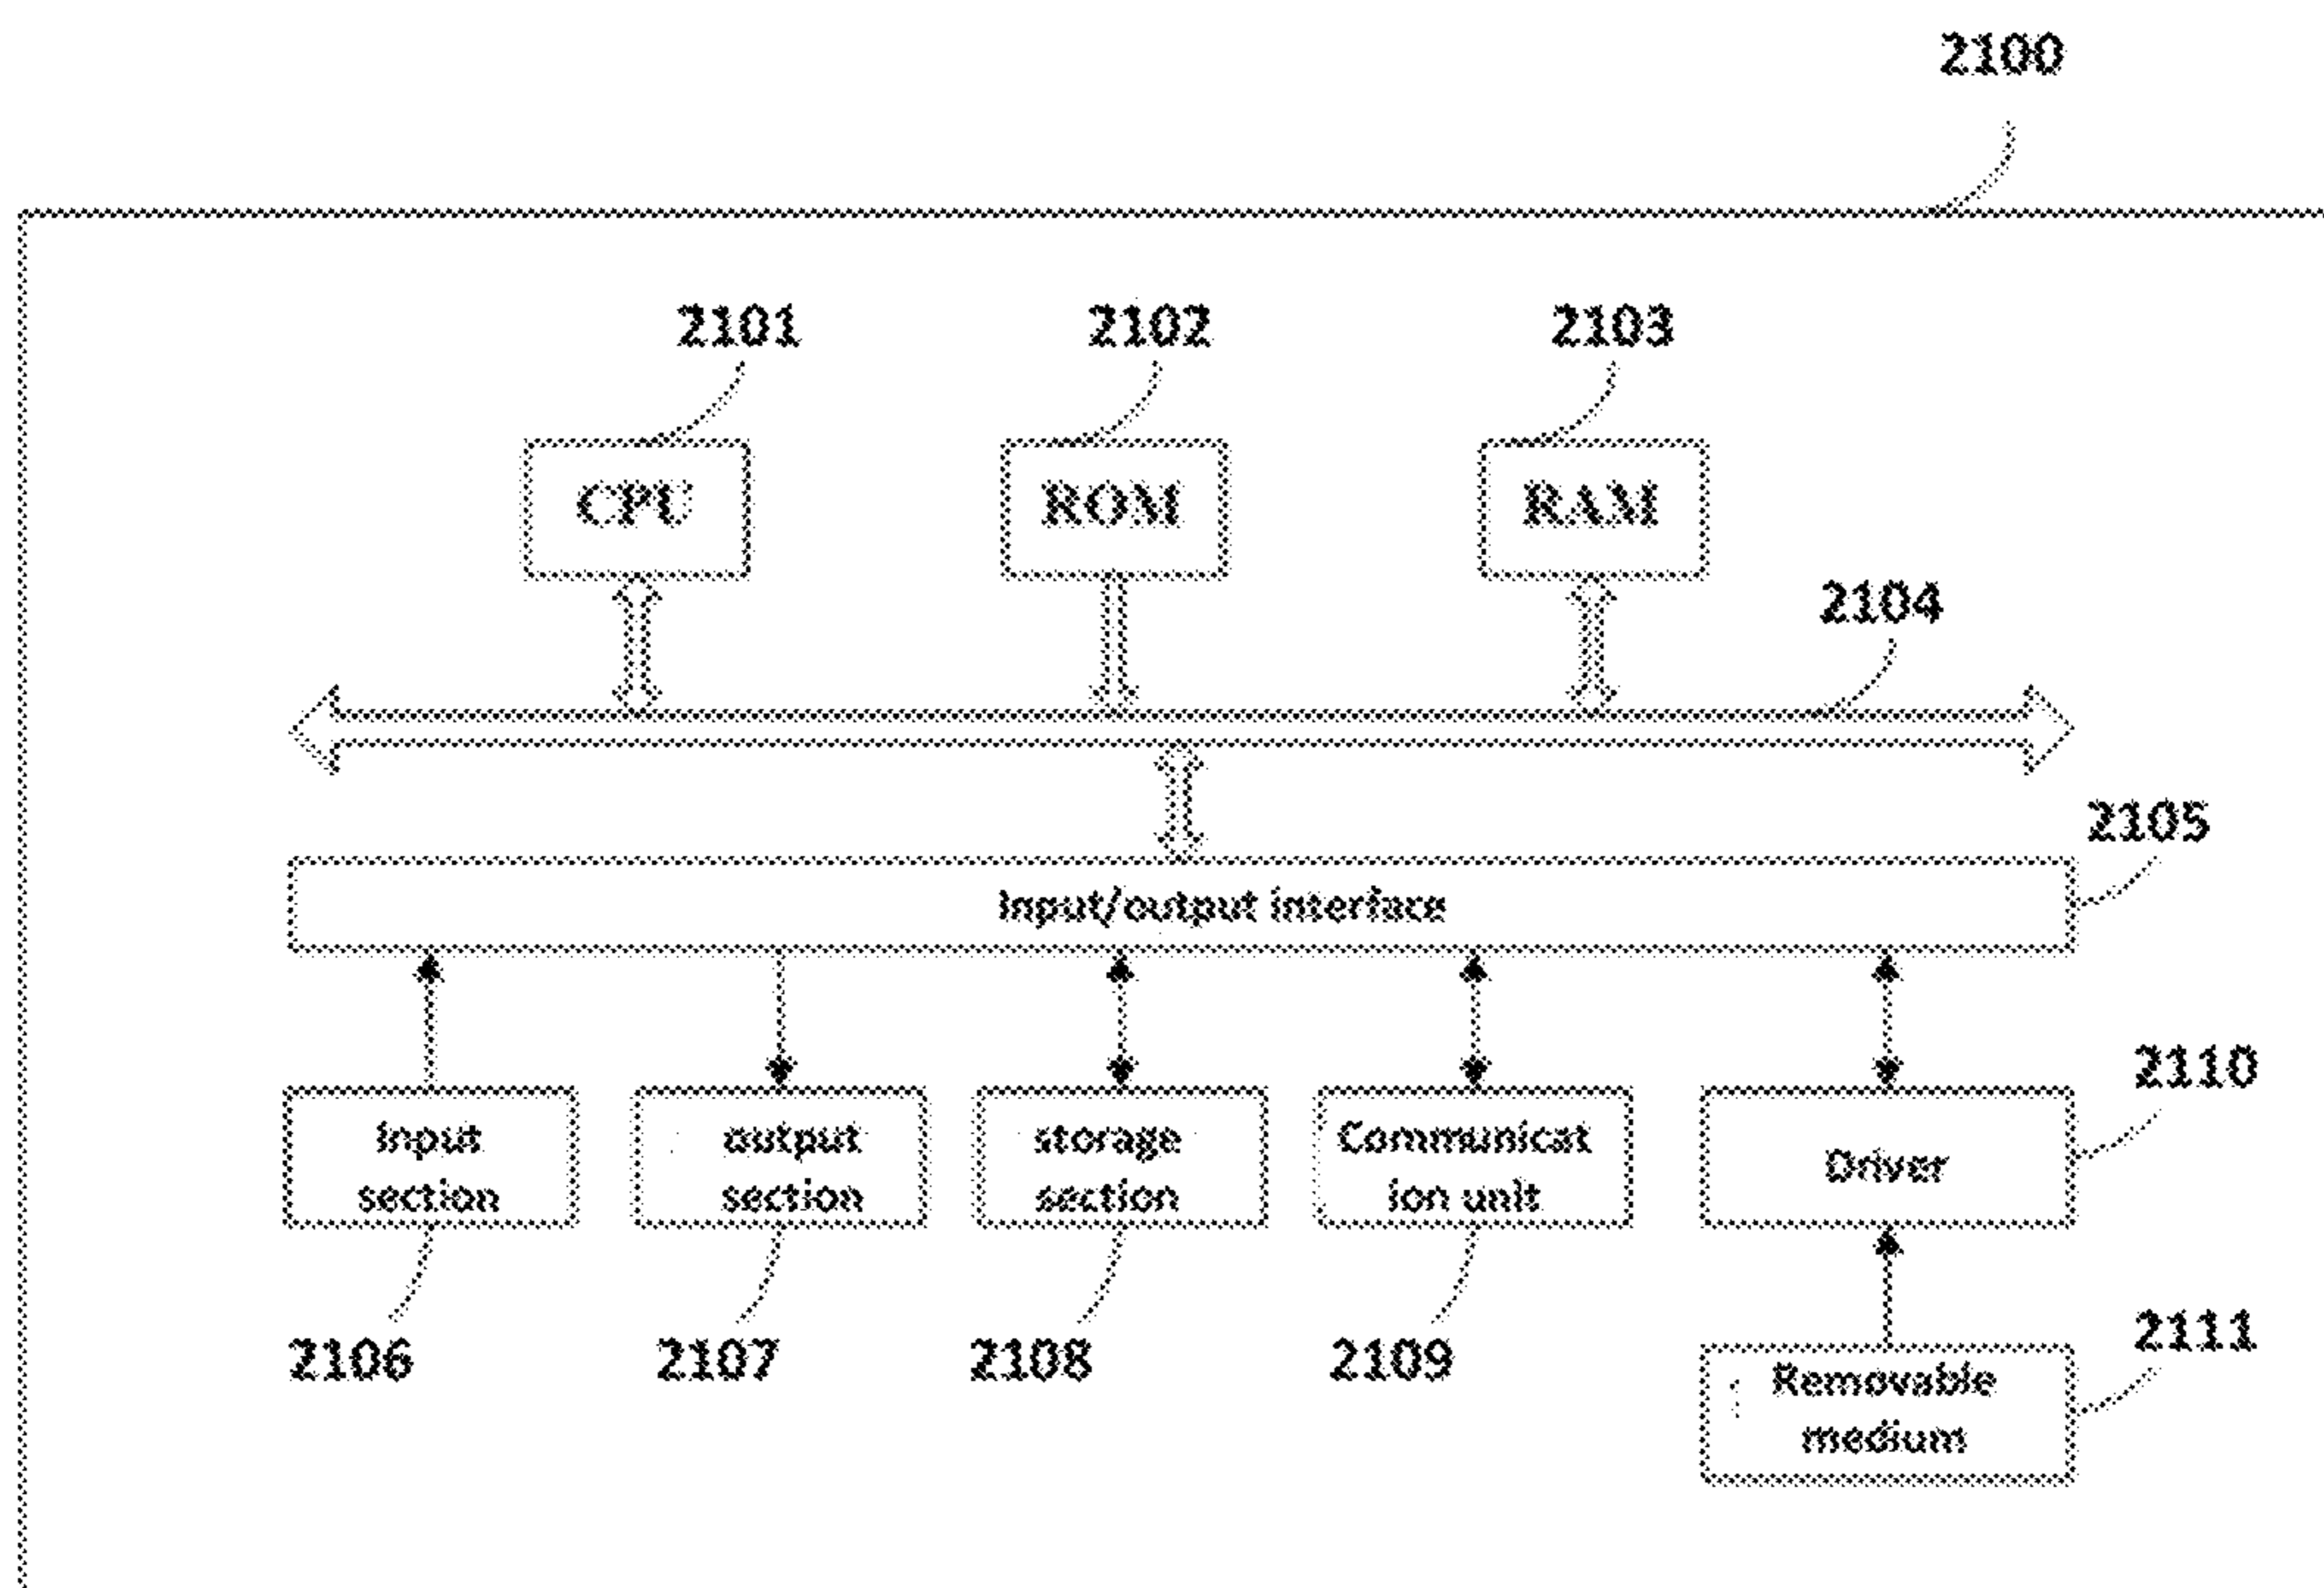 2100
2101
2102
2103
CPU
ROM
RAM
2104
2105
Input/output interface
2110
Input
section
output
section
storage
section
Communicat
ion unit
Driver
2106
2107
2108
2109
2111
Removable
medium